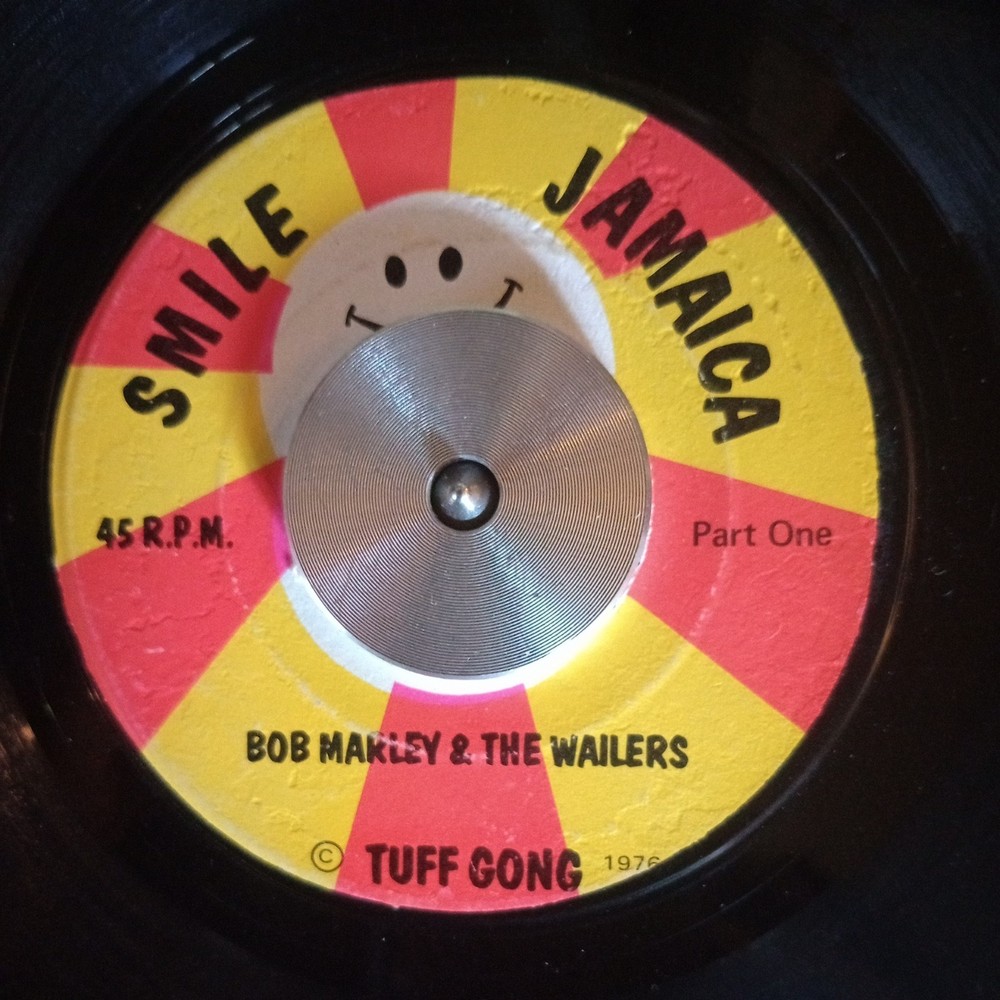 SMILE JAMAICA
45 R.P.M.
Part One
BOB MARLEY & THE WAILERS
© TUFF GONG 1976